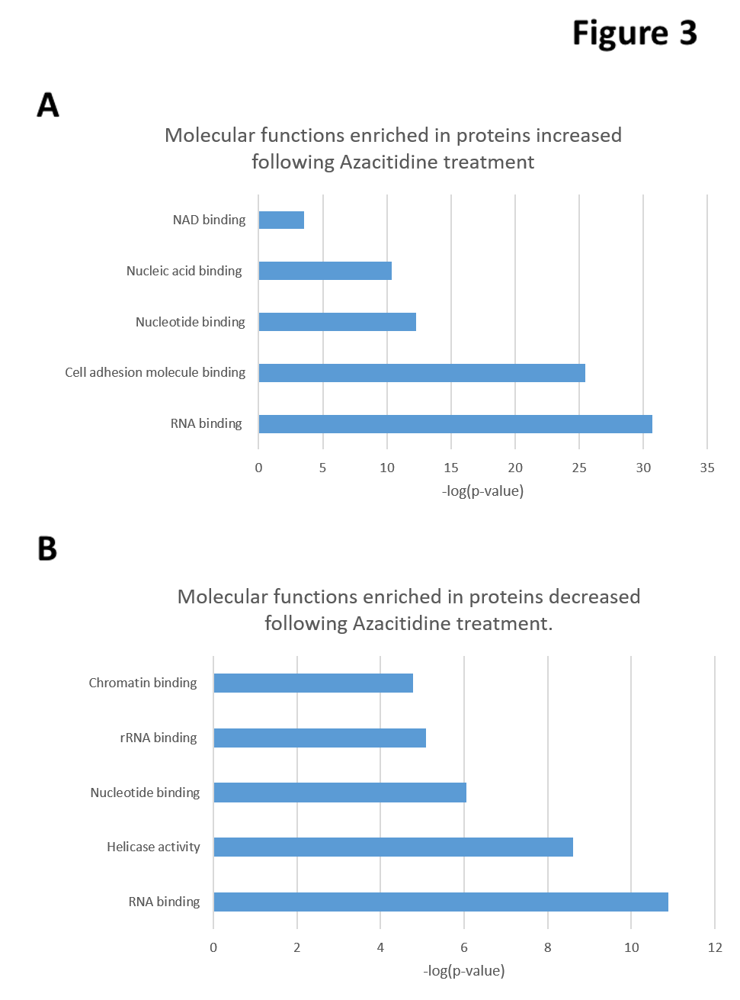 Figure 3
A
Molecular functions enriched in proteins increased
following Azacitidine treatment
NAD binding
Nucleic acid binding
Nucleotide binding
Cell adhesion molecule binding
RNA binding
0 5 10 15 20 25 30 35
-log(p-value)
B
Molecular functions enriched in proteins decreased
following Azacitidine treatment.
Chromatin binding
rRNA binding
Nucleotide binding
Helicase activity
RNA binding
0 2 4 6 8 10 12
-log(p-value)